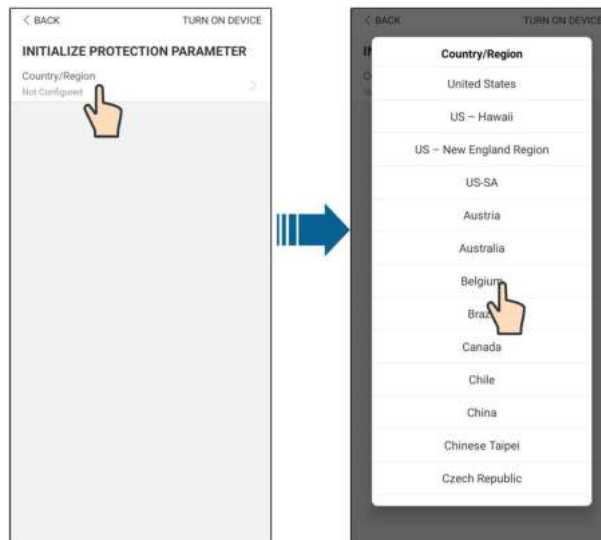 < BACK TURN ON DEVICE
INITIALIZE PROTECTION PARAMETER
Country/Region
Not Configured
< BACK TURN ON DEVICE
Country/Region
United States
US – Hawaii
US – New England Region
US-SA
Austria
Australia
Belgium
Braz
Canada
Chile
China
Chinese Taipei
Czech Republic